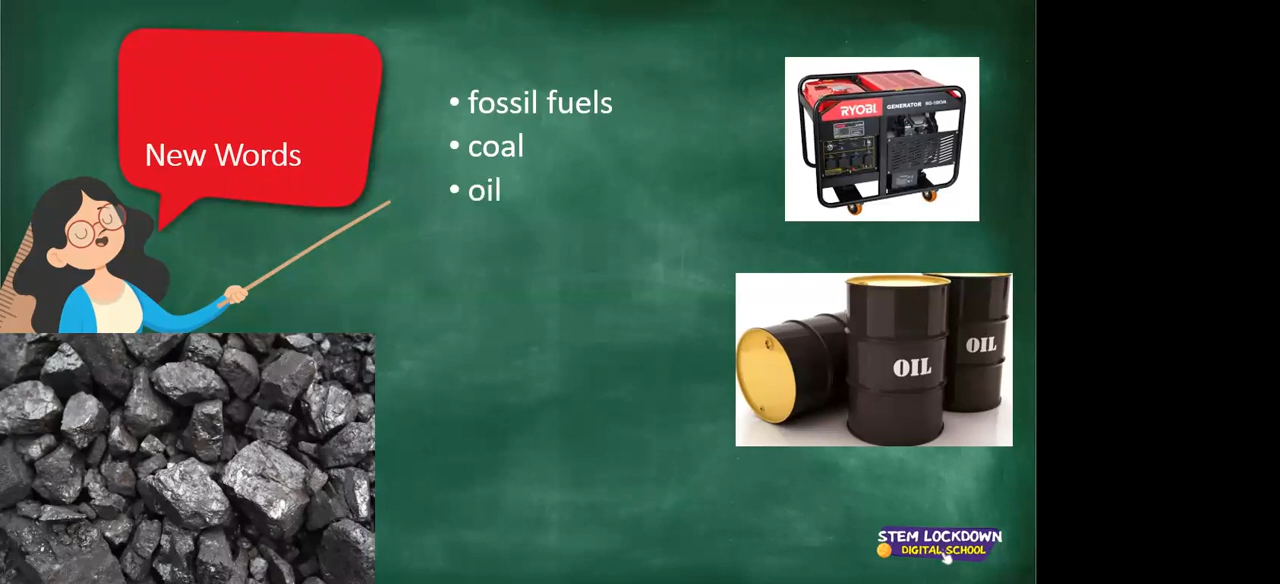 New Words
• fossil fuels
• coal
• oil
RYOBI
GENERATOR
OIL
OIL
STEM LOCKDOWN
DIGITAL SCHOOL